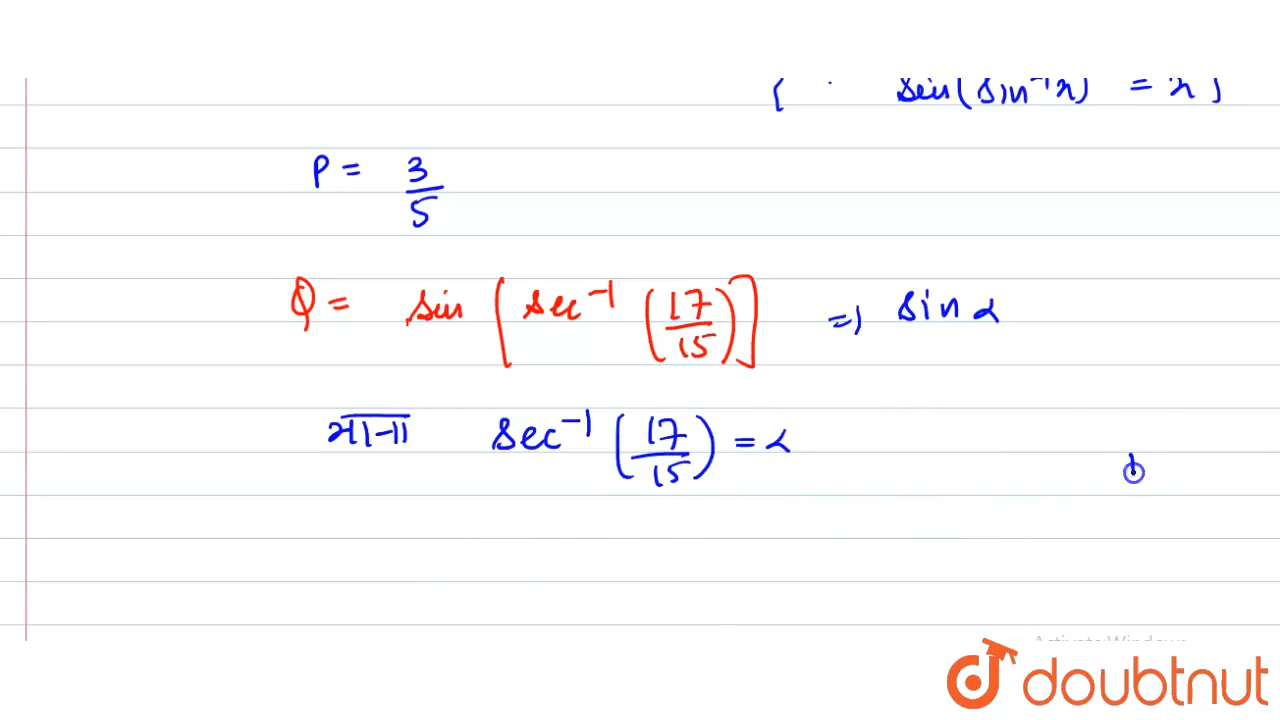 { ∵ sin(sin⁻¹x) = x }
P = 3/5
Q = sin [sec⁻¹ (17/15)] ⇒ sin α
माना sec⁻¹ (17/15) = α
doubtnut